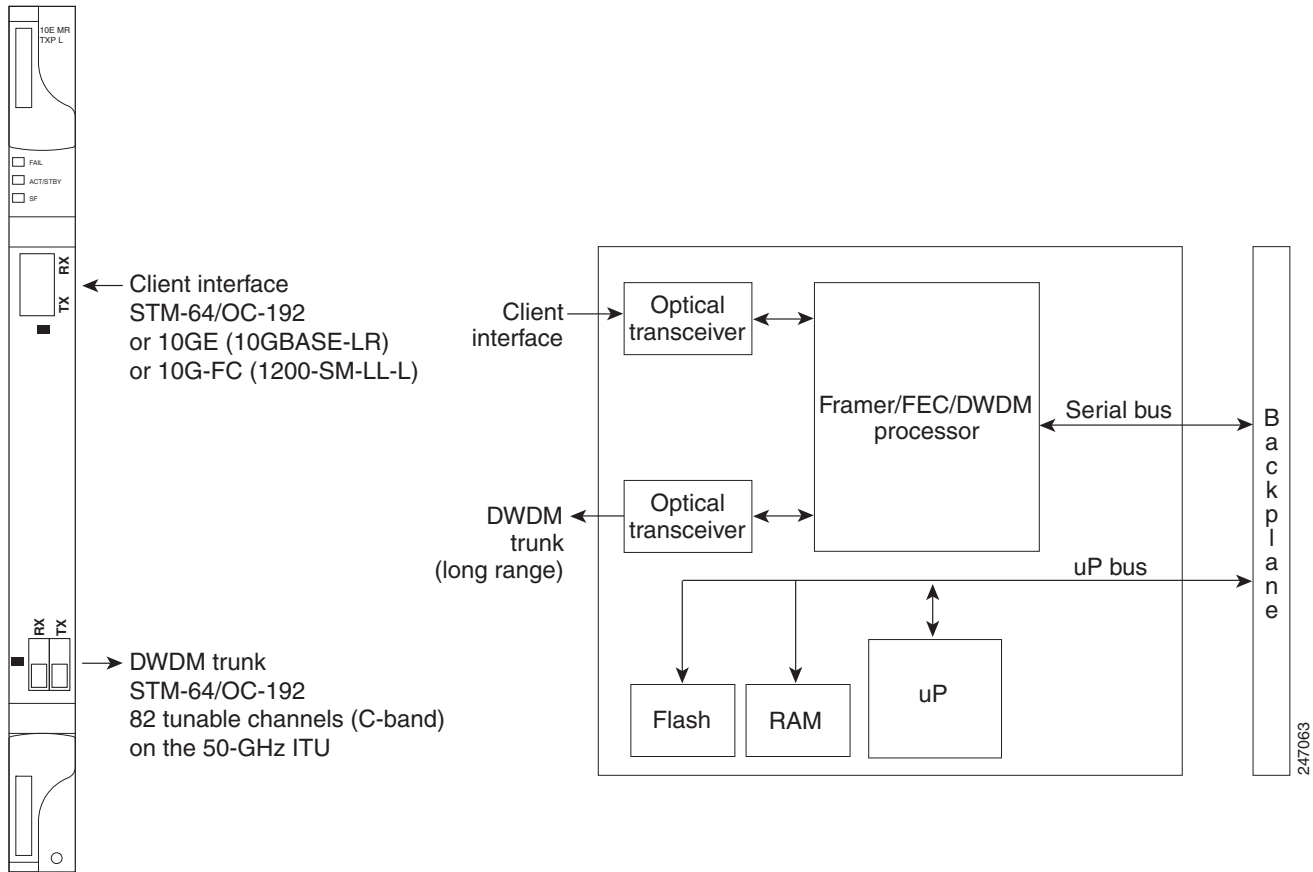 10E MR
TXP L
FAIL
ACT/STBY
SF
RX
TX
Client interface
STM-64/OC-192
or 10GE (10GBASE-LR)
or 10G-FC (1200-SM-LL-L)
RX
TX
DWDM trunk
STM-64/OC-192
82 tunable channels (C-band)
on the 50-GHz ITU
Client
interface
Optical
transceiver
Framer/FEC/DWDM
processor
Serial bus
DWDM
trunk
(long range)
Optical
transceiver
uP bus
Flash
RAM
uP
Backplane
247063